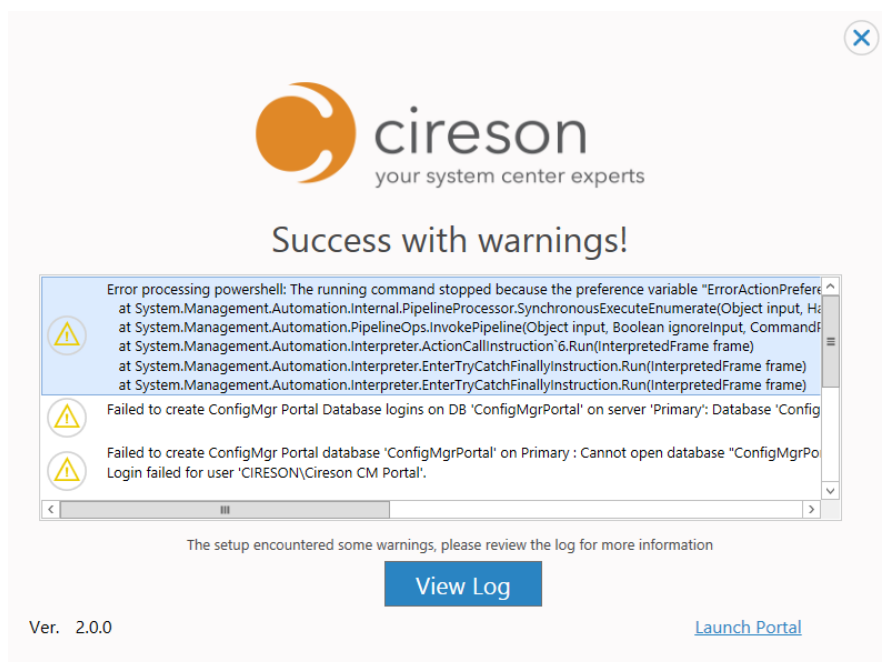 cireson
your system center experts
Success with warnings!
Error processing powershell: The running command stopped because the preference variable "ErrorActionPrefere
at System.Management.Automation.Internal.PipelineProcessor.SynchronousExecuteEnumerate(Object input, Ha
at System.Management.Automation.PipelineOps.InvokePipeline(Object input, Boolean ignoreInput, CommandP
at System.Management.Automation.Interpreter.ActionCallInstruction`6.Run(InterpretedFrame frame)
at System.Management.Automation.Interpreter.EnterTryCatchFinallyInstruction.Run(InterpretedFrame frame)
at System.Management.Automation.Interpreter.EnterTryCatchFinallyInstruction.Run(InterpretedFrame frame)
Failed to create ConfigMgr Portal Database logins on DB 'ConfigMgrPortal' on server 'Primary': Database 'Config
Failed to create ConfigMgr Portal database 'ConfigMgrPortal' on Primary : Cannot open database "ConfigMgrPo
Login failed for user 'CIRESON\Cireson CM Portal'.
The setup encountered some warnings, please review the log for more information
View Log
Ver. 2.0.0
Launch Portal